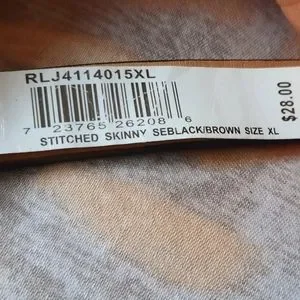 RLJ4114015XL
7 23765 26208 6
STITCHED SKINNY SEBLACK/BROWN SIZE XL
$28.00